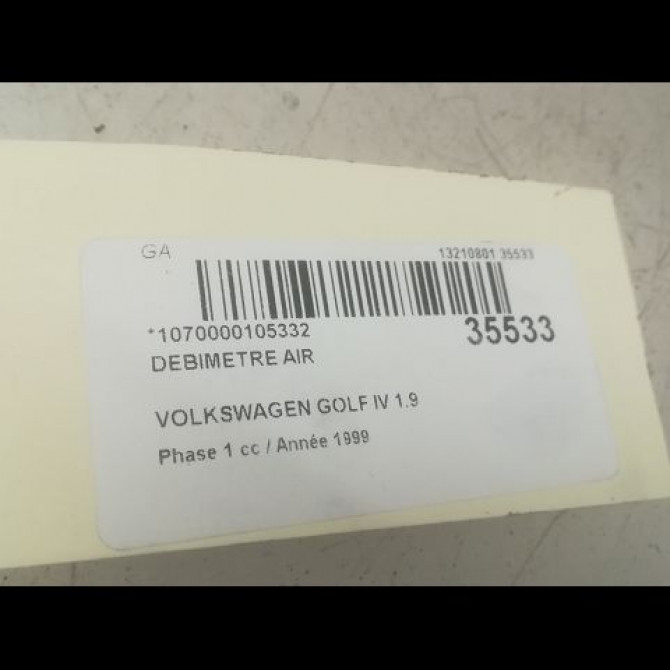 GA 13210801 35533
*1070000105332 35533
DEBIMETRE AIR
VOLKSWAGEN GOLF IV 1.9
Phase 1 cc / Année 1999